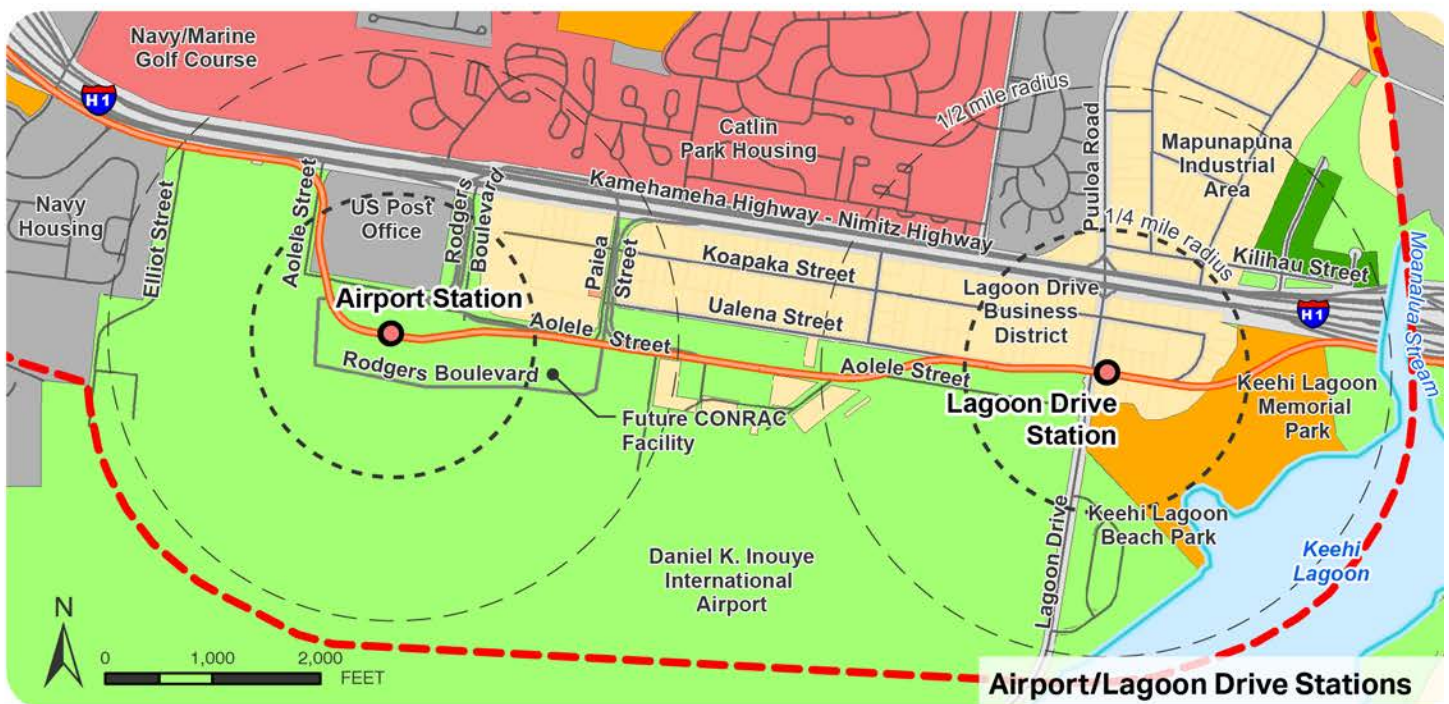 Navy/Marine
Golf Course
H1
Catlin
Park Housing
1/2 mile radius
Puuloa Road
Mapunapuna
Industrial
Area
Navy
Housing
Elliot Street
Aolele Street
US Post
Office
Rodgers
Boulevard
Kamehameha Highway - Nimitz Highway
1/4 mile radius
Kilihau Street
Moanalua Stream
Paiea
Street
Koapaka Street
Ualena Street
Lagoon Drive
Business
District
H1
Airport Station
Aolele
Street
Rodgers Boulevard
Aolele Street
Keehi Lagoon
Memorial
Park
Future CONRAC
Facility
Lagoon Drive
Station
Keehi Lagoon
Beach Park
Lagoon Drive
Keehi
Lagoon
Daniel K. Inouye
International
Airport
N
0 1,000 2,000
FEET
Airport/Lagoon Drive Stations